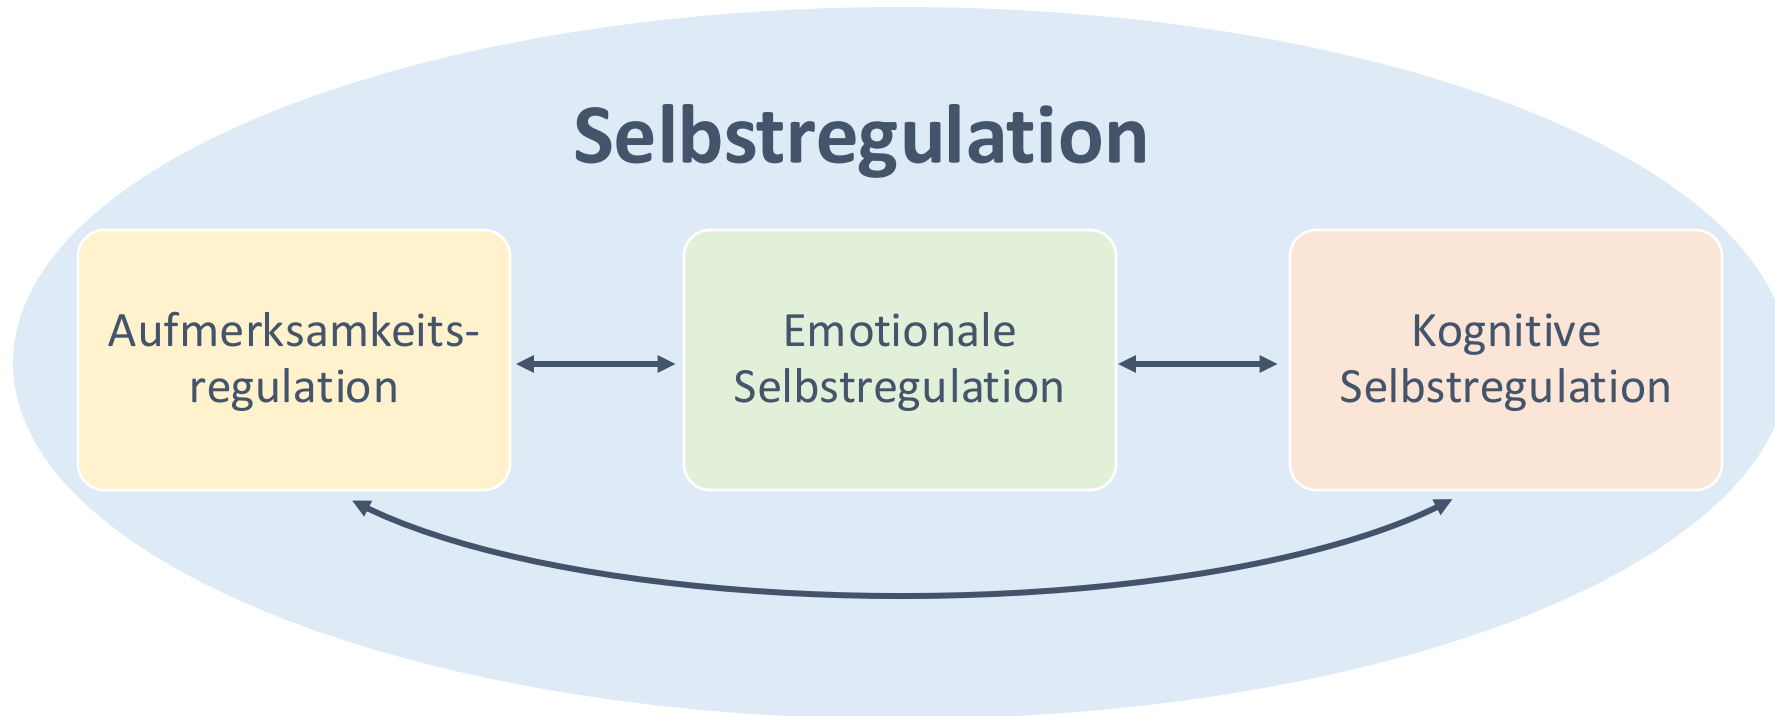 Selbstregulation
Aufmerksamkeits-
regulation
Emotionale
Selbstregulation
Kognitive
Selbstregulation